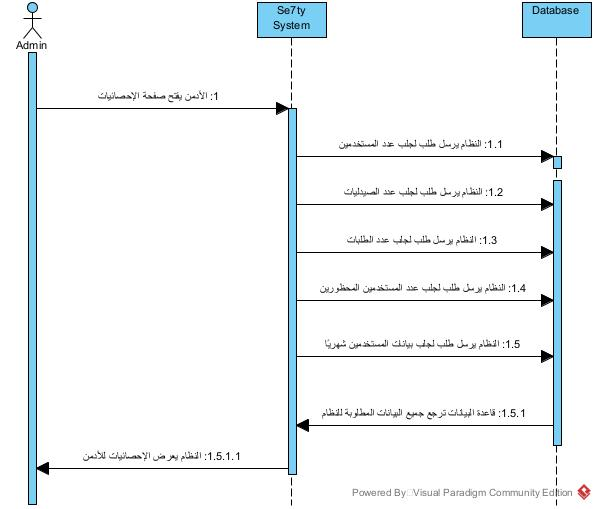 Se7ty
System
Database
Admin
1: الأدمن يفتح صفحة الإحصائيات
1.1: النظام يرسل طلب لجلب عدد المستخدمين
1.2: النظام يرسل طلب لجلب عدد الصيدليات
1.3: النظام يرسل طلب لجلب عدد الطلبات
1.4: النظام يرسل طلب لجلب عدد المستخدمين المحظورين
1.5: النظام يرسل طلب لجلب بيانات المستخدمين شهريًا
1.5.1: قاعدة البيانات ترجع جميع البيانات المطلوبة للنظام
1.5.1.1: النظام يعرض الإحصائيات للأدمن
Powered By Visual Paradigm Community Edition